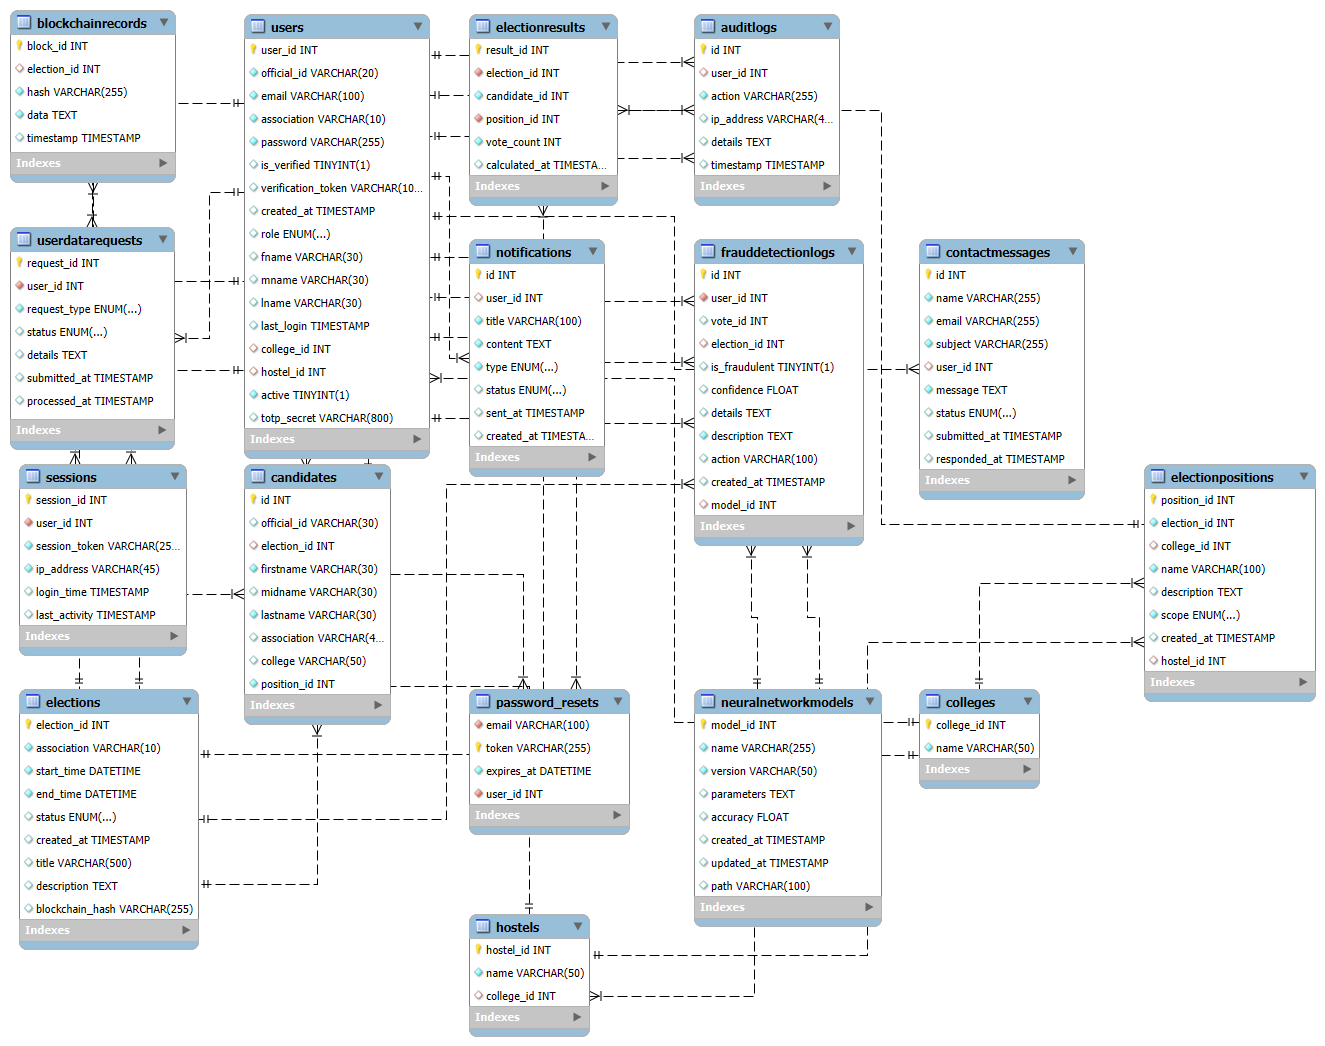 blockchainrecords
block_id INT
election_id INT
hash VARCHAR(255)
data TEXT
timestamp TIMESTAMP
Indexes
users
user_id INT
official_id VARCHAR(20)
email VARCHAR(100)
association VARCHAR(10)
password VARCHAR(255)
is_verified TINYINT(1)
verification_token VARCHAR(10...
created_at TIMESTAMP
role ENUM(...)
fname VARCHAR(30)
mname VARCHAR(30)
lname VARCHAR(30)
last_login TIMESTAMP
college_id INT
hostel_id INT
active TINYINT(1)
totp_secret VARCHAR(800)
Indexes
electionresults
result_id INT
election_id INT
candidate_id INT
position_id INT
vote_count INT
calculated_at TIMESTA...
Indexes
auditlogs
id INT
user_id INT
action VARCHAR(255)
ip_address VARCHAR(4...
details TEXT
timestamp TIMESTAMP
Indexes
userdatarequests
request_id INT
user_id INT
request_type ENUM(...)
status ENUM(...)
details TEXT
submitted_at TIMESTAMP
processed_at TIMESTAMP
Indexes
notifications
id INT
user_id INT
title VARCHAR(100)
content TEXT
type ENUM(...)
status ENUM(...)
sent_at TIMESTAMP
created_at TIMESTA...
Indexes
frauddetectionlogs
id INT
user_id INT
vote_id INT
election_id INT
is_fraudulent TINYINT(1)
confidence FLOAT
details TEXT
description TEXT
action VARCHAR(100)
created_at TIMESTAMP
model_id INT
Indexes
contactmessages
id INT
name VARCHAR(255)
email VARCHAR(255)
subject VARCHAR(255)
user_id INT
message TEXT
status ENUM(...)
submitted_at TIMESTAMP
responded_at TIMESTAMP
Indexes
sessions
session_id INT
user_id INT
session_token VARCHAR(25...
ip_address VARCHAR(45)
login_time TIMESTAMP
last_activity TIMESTAMP
Indexes
candidates
id INT
official_id VARCHAR(30)
election_id INT
firstname VARCHAR(30)
midname VARCHAR(30)
lastname VARCHAR(30)
association VARCHAR(4...
college VARCHAR(50)
position_id INT
Indexes
electionpositions
position_id INT
election_id INT
college_id INT
name VARCHAR(100)
description TEXT
scope ENUM(...)
created_at TIMESTAMP
hostel_id INT
Indexes
elections
election_id INT
association VARCHAR(10)
start_time DATETIME
end_time DATETIME
status ENUM(...)
created_at TIMESTAMP
title VARCHAR(500)
description TEXT
blockchain_hash VARCHAR(255)
Indexes
password_resets
email VARCHAR(100)
token VARCHAR(255)
expires_at DATETIME
user_id INT
Indexes
neuralnetworkmodels
model_id INT
name VARCHAR(255)
version VARCHAR(50)
parameters TEXT
accuracy FLOAT
created_at TIMESTAMP
updated_at TIMESTAMP
path VARCHAR(100)
Indexes
colleges
college_id INT
name VARCHAR(50)
Indexes
hostels
hostel_id INT
name VARCHAR(50)
college_id INT
Indexes